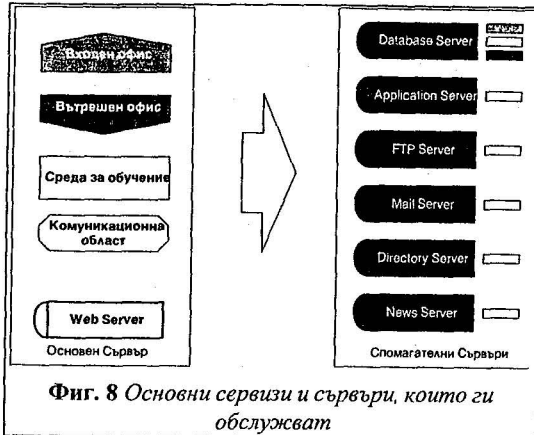 Входен офис
Вътрешен офис
Среда за обучение
Комуникационна
област
Web Server
Основен Сървър
Database Server
Application Server
FTP Server
Mail Server
Directory Server
News Server
Спомагателни Сървъри
Фиг. 8 Основни сервизи и сървъри, които ги
обслужват